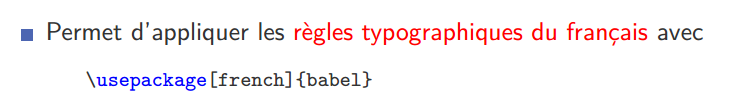 Permet d'appliquer les règles typographiques du français avec
\usepackage[french]{babel}